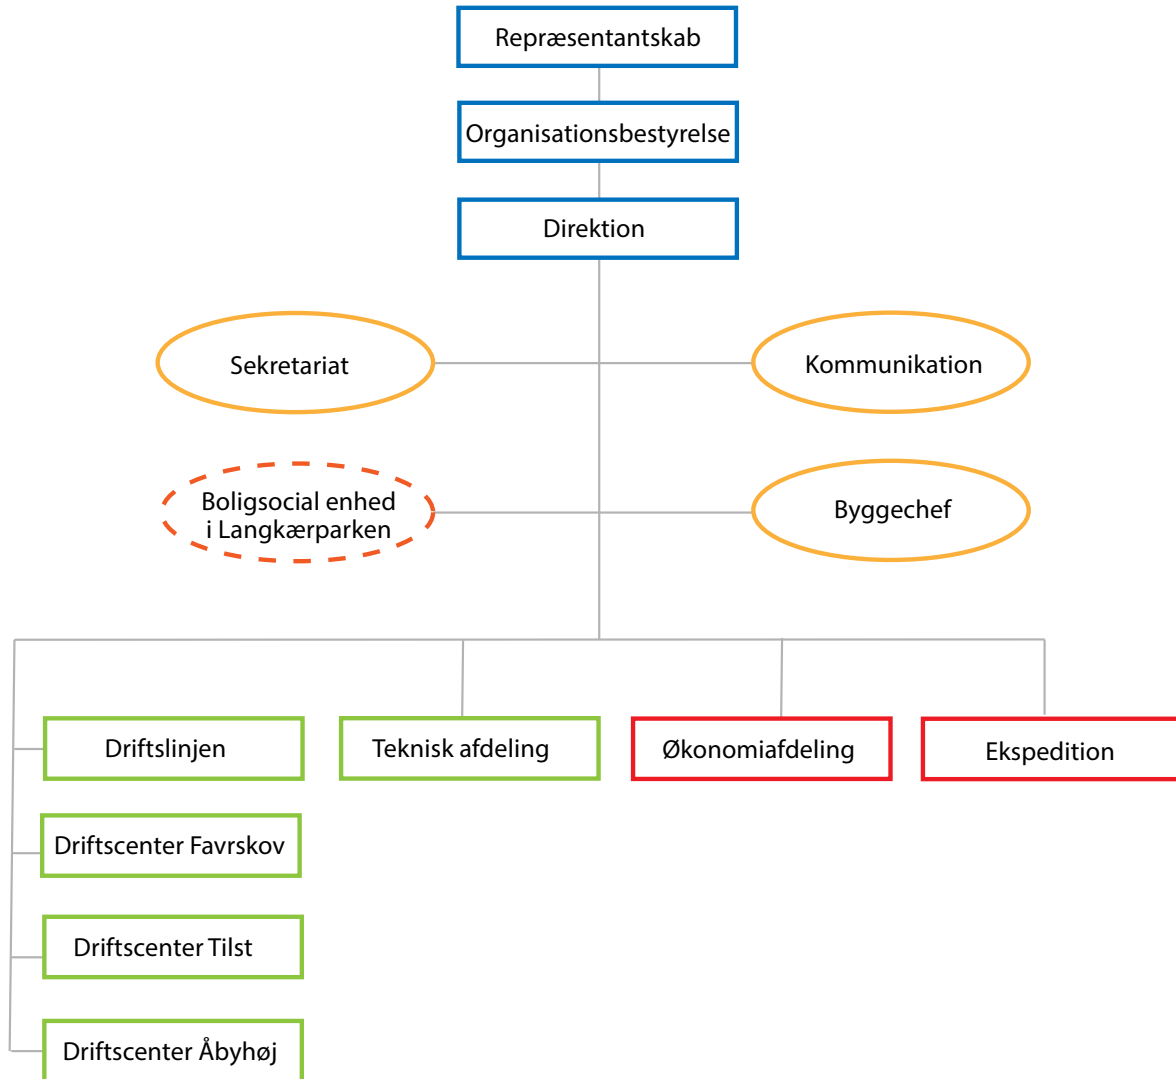 Repræsentantskab
Organisationsbestyrelse
Direktion
Sekretariat
Kommunikation
Boligsocial enhed
i Langkærparken
Byggechef
Driftslinjen
Teknisk afdeling
Økonomiafdeling
Ekspedition
Driftscenter Favrskov
Driftscenter Tilst
Driftscenter Åbyhøj